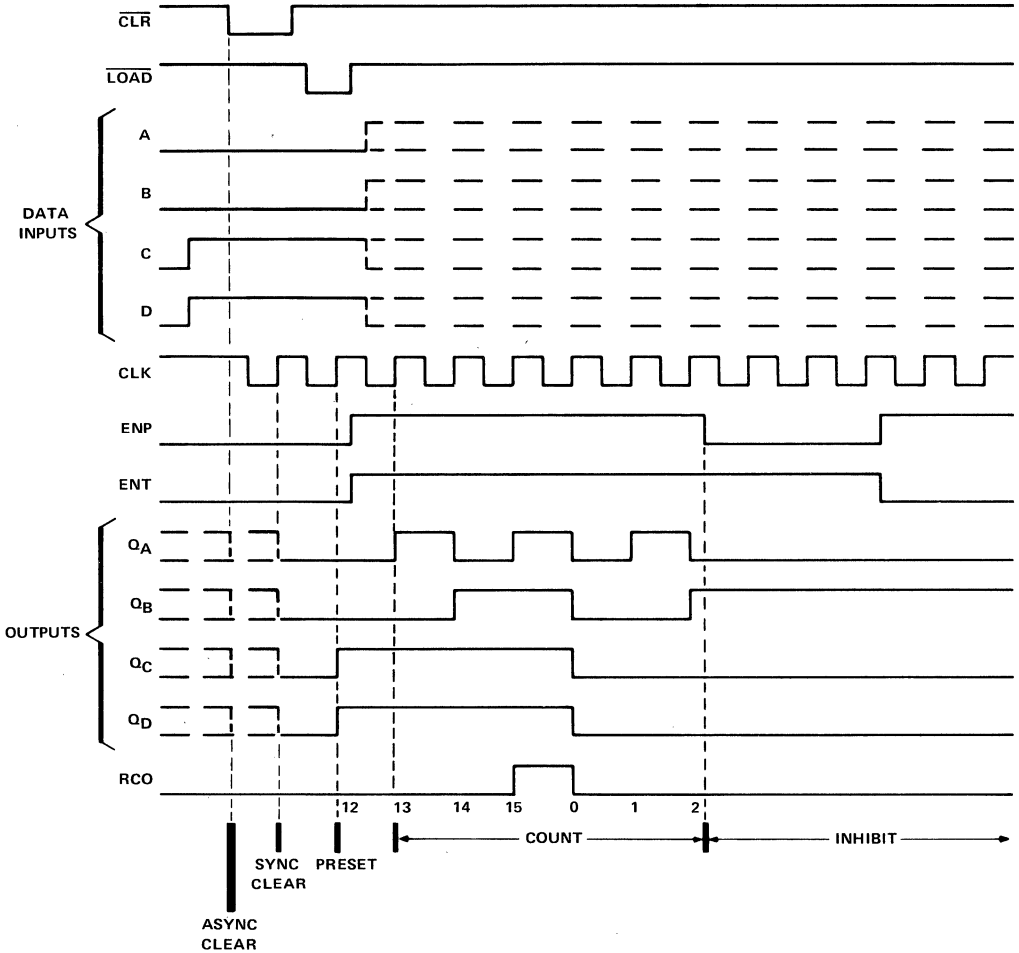 CLR
LOAD
A
B
DATA
INPUTS
C
D
CLK
ENP
ENT
QA
QB
OUTPUTS
QC
QD
RCO
12 13 14 15 0 1 2
COUNT INHIBIT
SYNC
CLEAR
PRESET
ASYNC
CLEAR